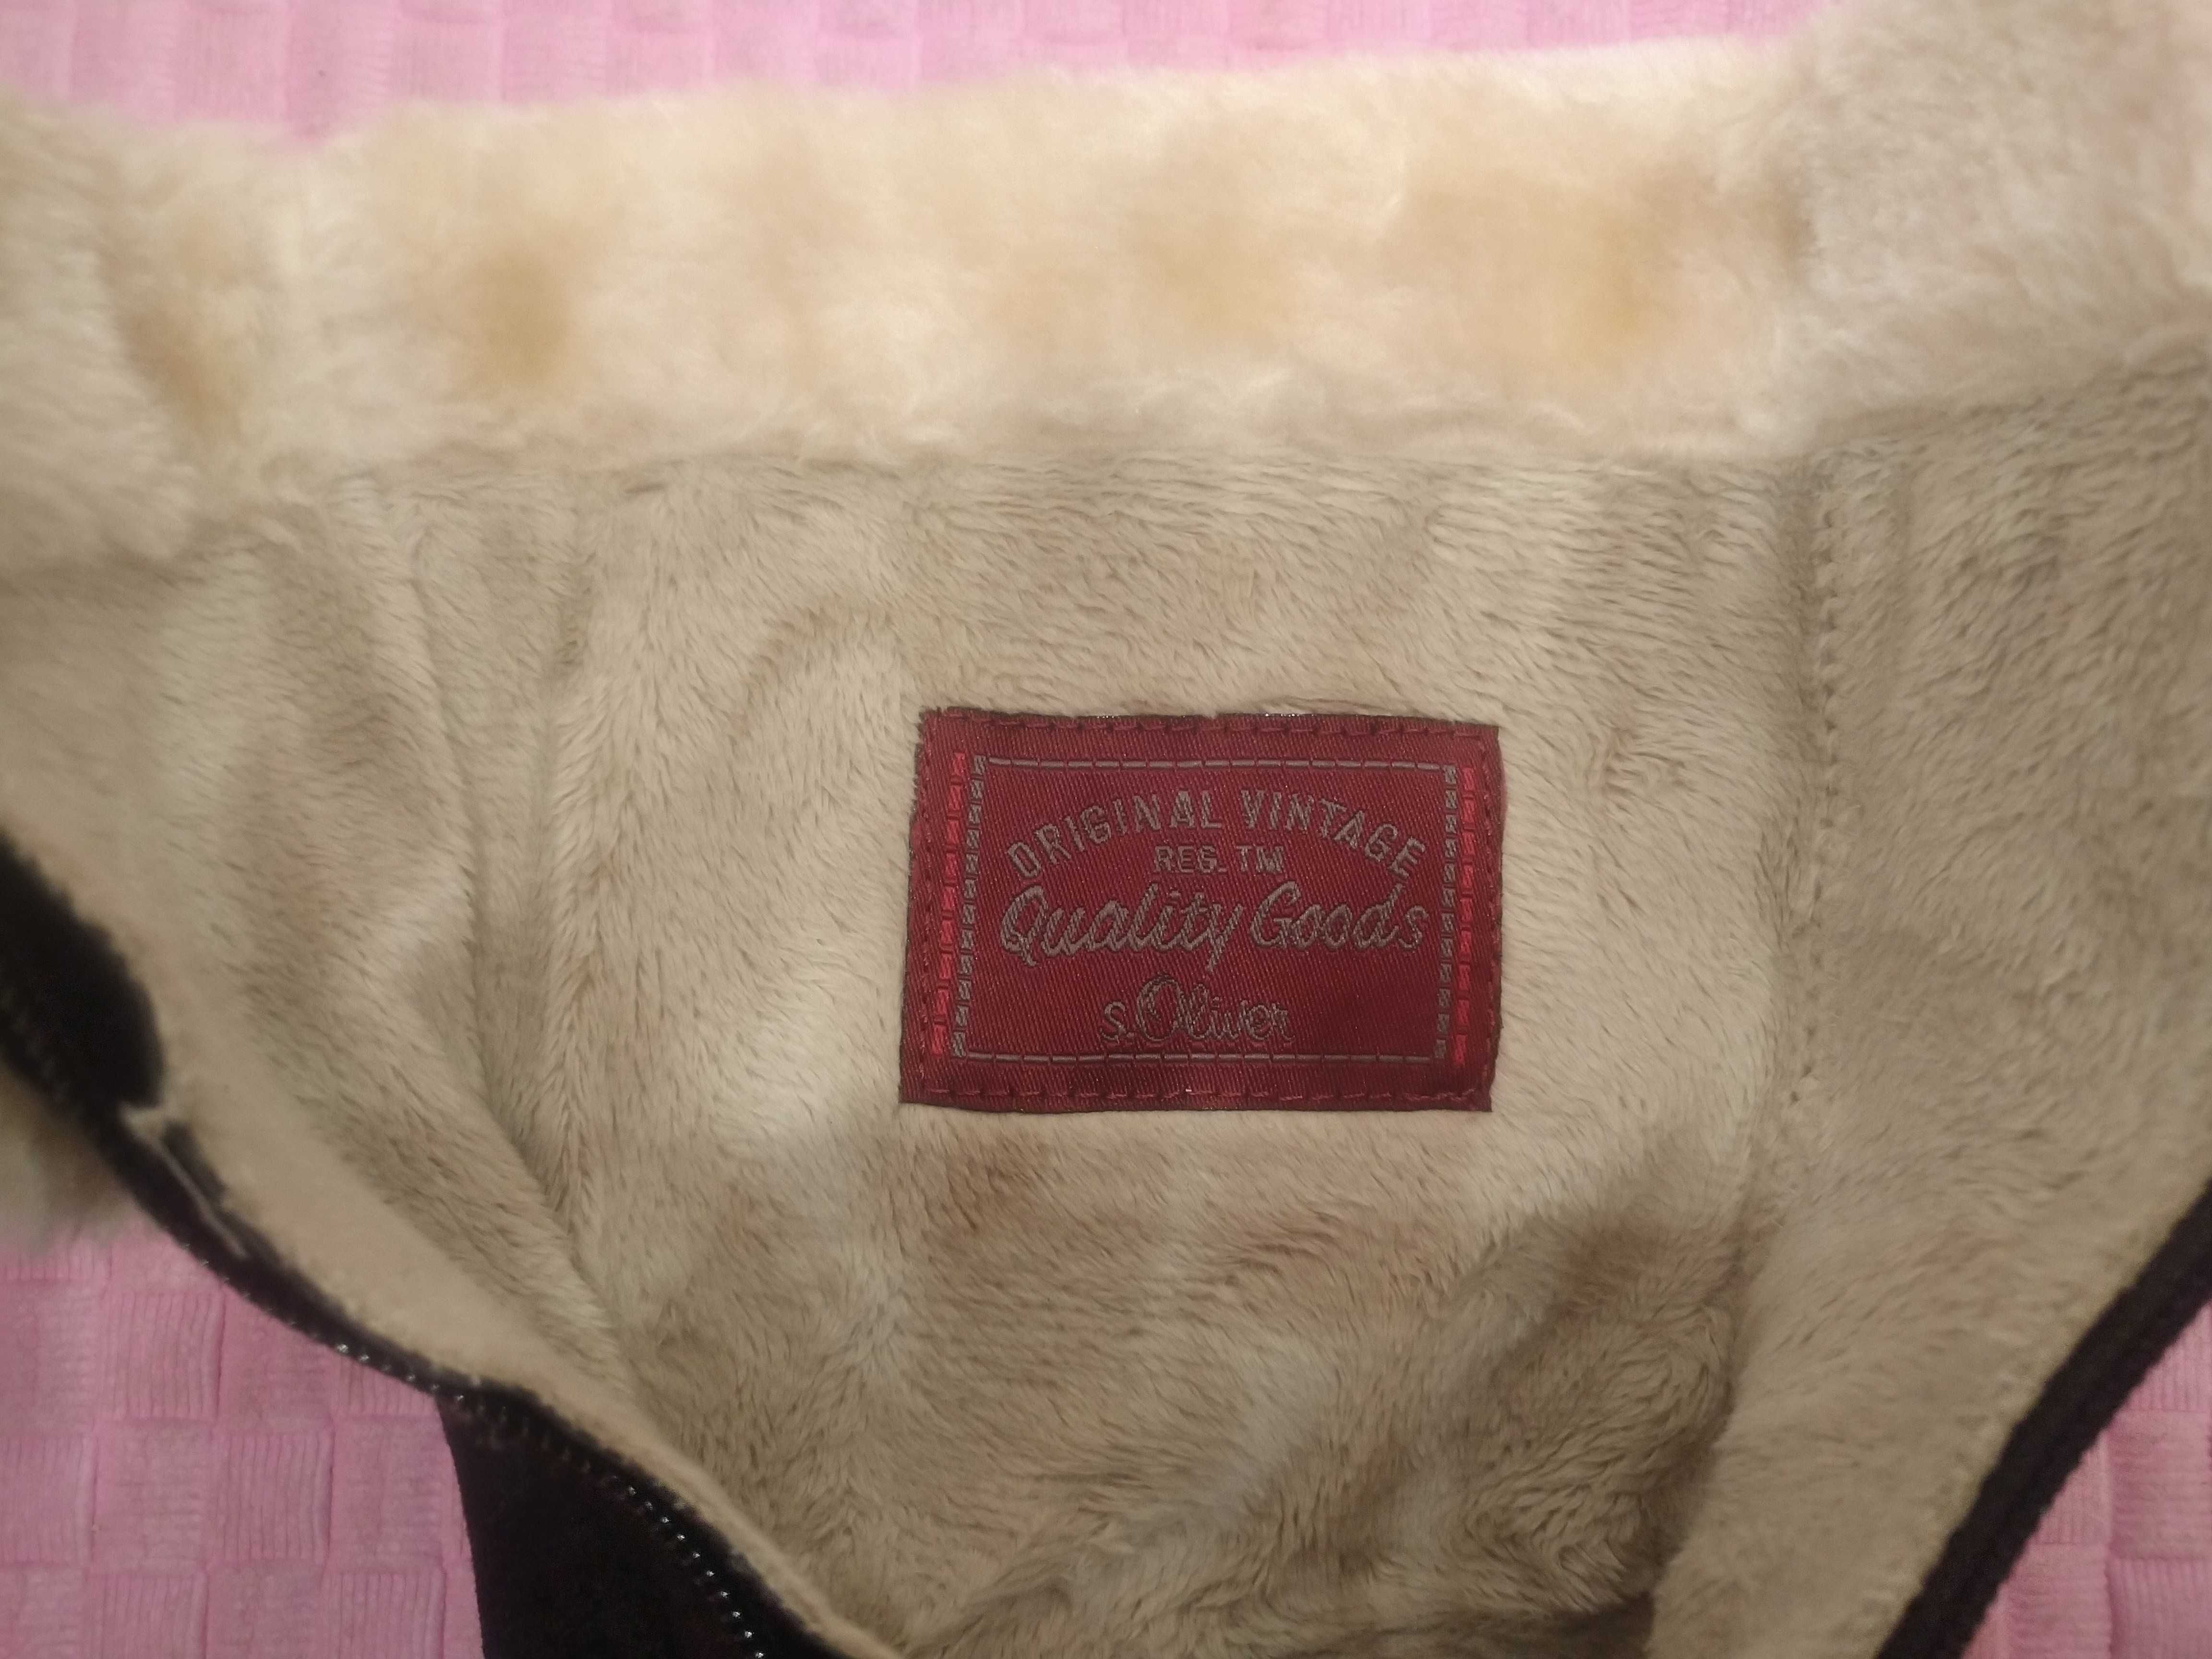 ORIGINAL VINTAGE
REG. TM
Quality Goods
s.Oliver